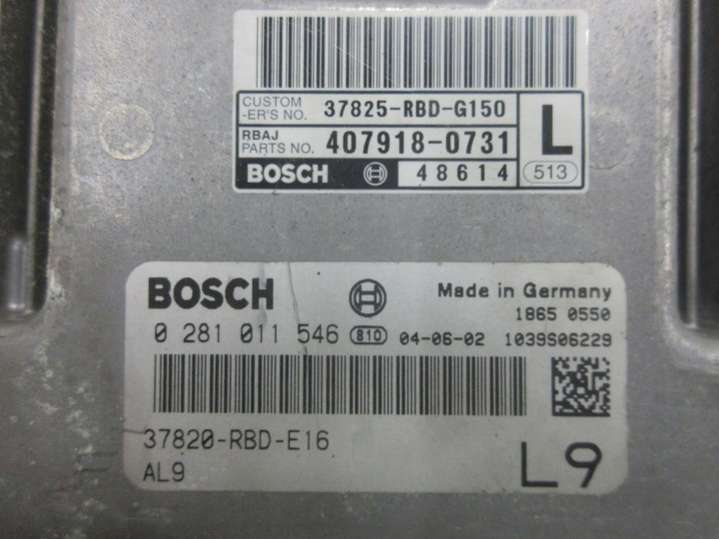 CUSTOM
-ER'S NO. 37825-RBD-G150
RBAJ
PARTS NO. 407918-0731 L
BOSCH 48614 513
BOSCH Made in Germany
1865 0550
0 281 011 546 810 04-06-02 1039S06229
37820-RBD-E16
AL9 L9